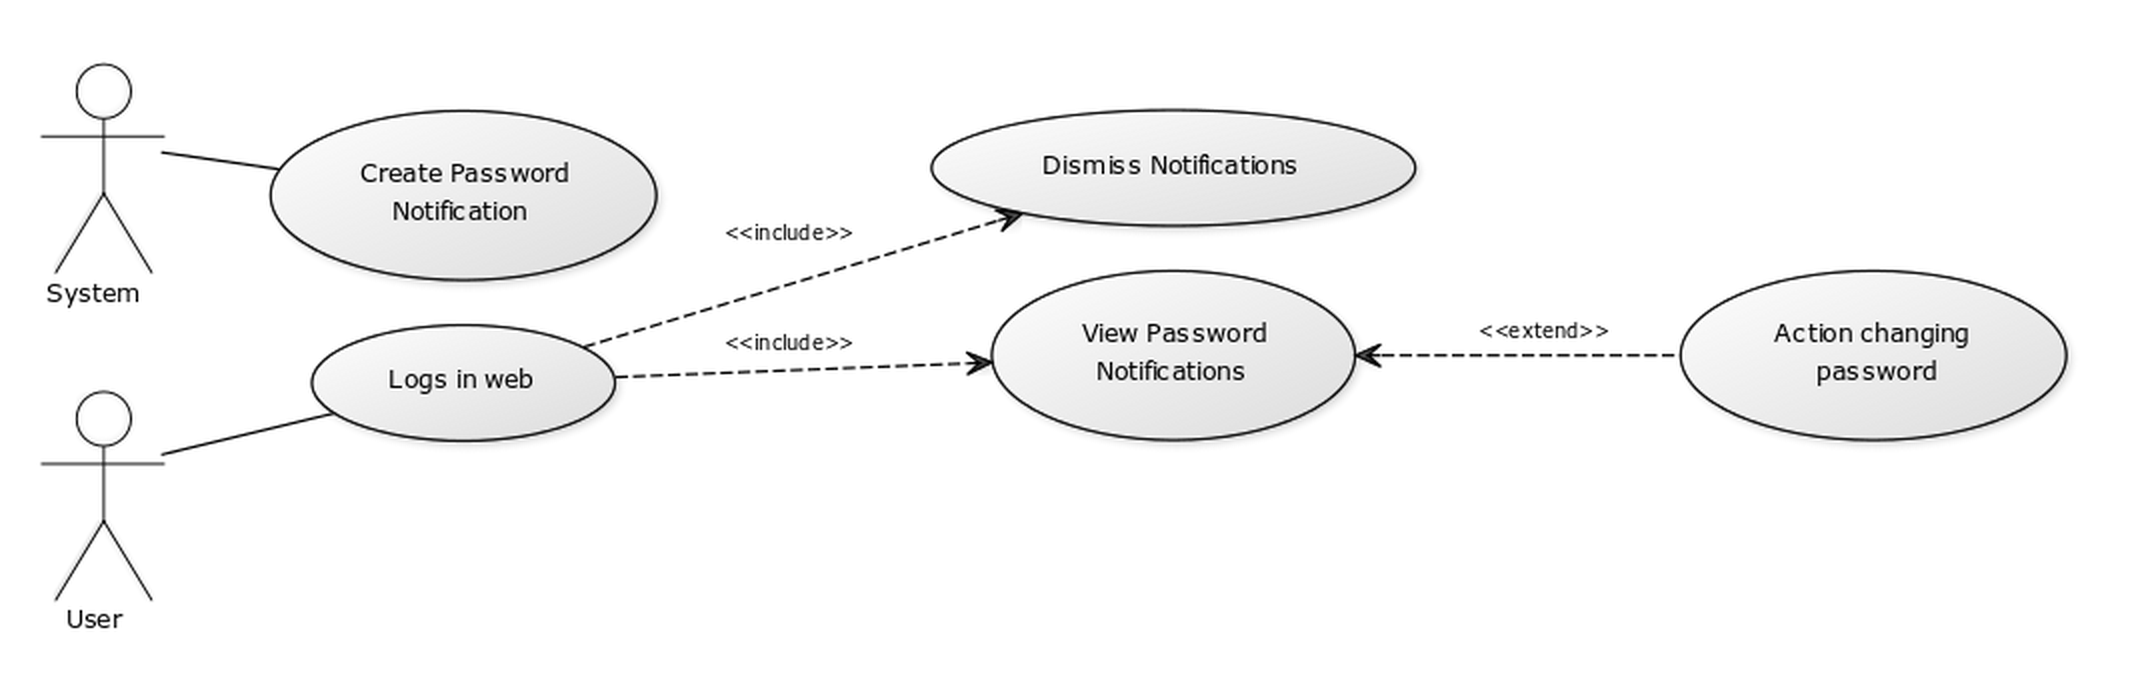 System
Create Password
Notification
<<include>>
Dismiss Notifications
Logs in web
<<include>>
View Password
Notifications
<<extend>>
Action changing
password
User